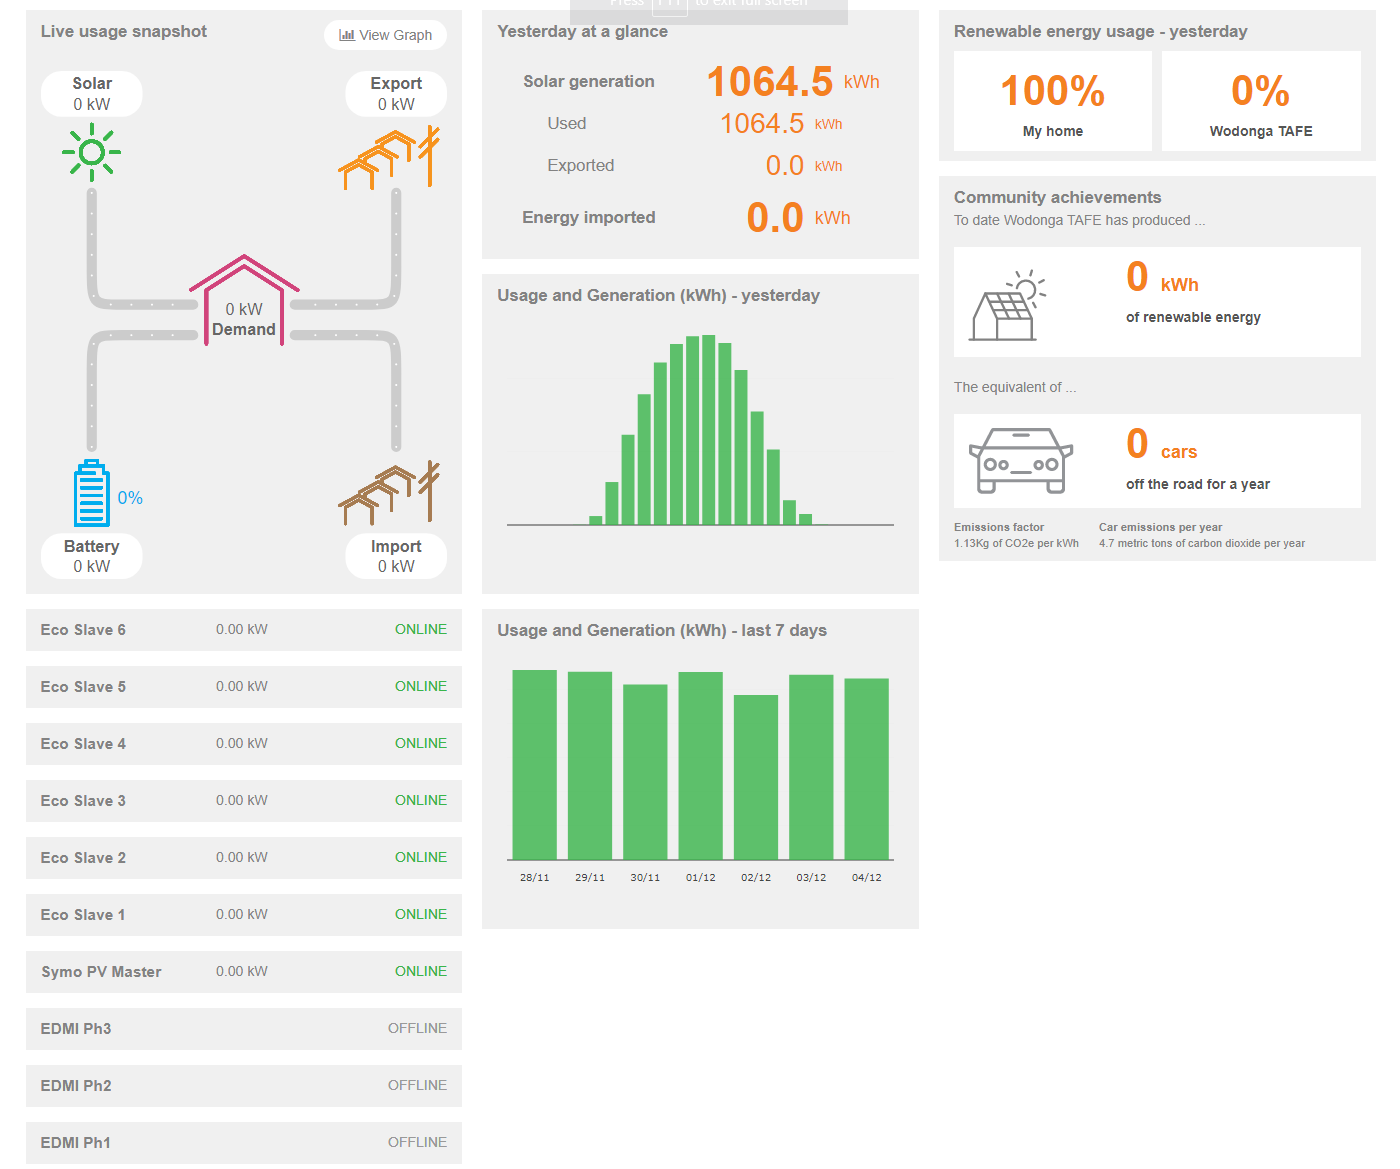 Press F11 to exit full screen
Live usage snapshot
View Graph
Solar
0 kW
Export
0 kW
0 kW
Demand
0%
Battery
0 kW
Import
0 kW
Eco Slave 6 0.00 kW ONLINE
Eco Slave 5 0.00 kW ONLINE
Eco Slave 4 0.00 kW ONLINE
Eco Slave 3 0.00 kW ONLINE
Eco Slave 2 0.00 kW ONLINE
Eco Slave 1 0.00 kW ONLINE
Symo PV Master 0.00 kW ONLINE
EDMI Ph3 OFFLINE
EDMI Ph2 OFFLINE
EDMI Ph1 OFFLINE
Yesterday at a glance
Solar generation 1064.5 kWh
Used 1064.5 kWh
Exported 0.0 kWh
Energy imported 0.0 kWh
Usage and Generation (kWh) - yesterday
Usage and Generation (kWh) - last 7 days
28/11 29/11 30/11 01/12 02/12 03/12 04/12
Renewable energy usage - yesterday
100%
My home
0%
Wodonga TAFE
Community achievements
To date Wodonga TAFE has produced ...
0 kWh
of renewable energy
The equivalent of ...
0 cars
off the road for a year
Emissions factor
1.13Kg of CO2e per kWh
Car emissions per year
4.7 metric tons of carbon dioxide per year